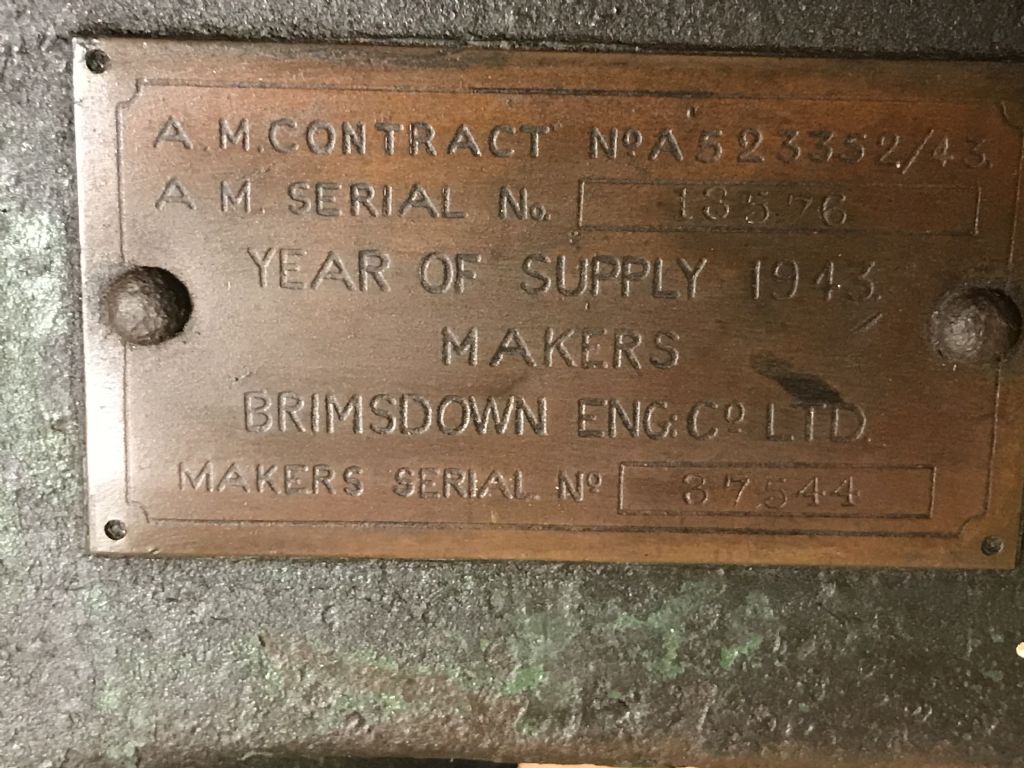 A.M. CONTRACT Nº A523352/43.
A M. SERIAL No. 13576
YEAR OF SUPPLY 1943.
MAKERS
BRIMSDOWN ENG: Cº LTD.
MAKERS SERIAL Nº 37544